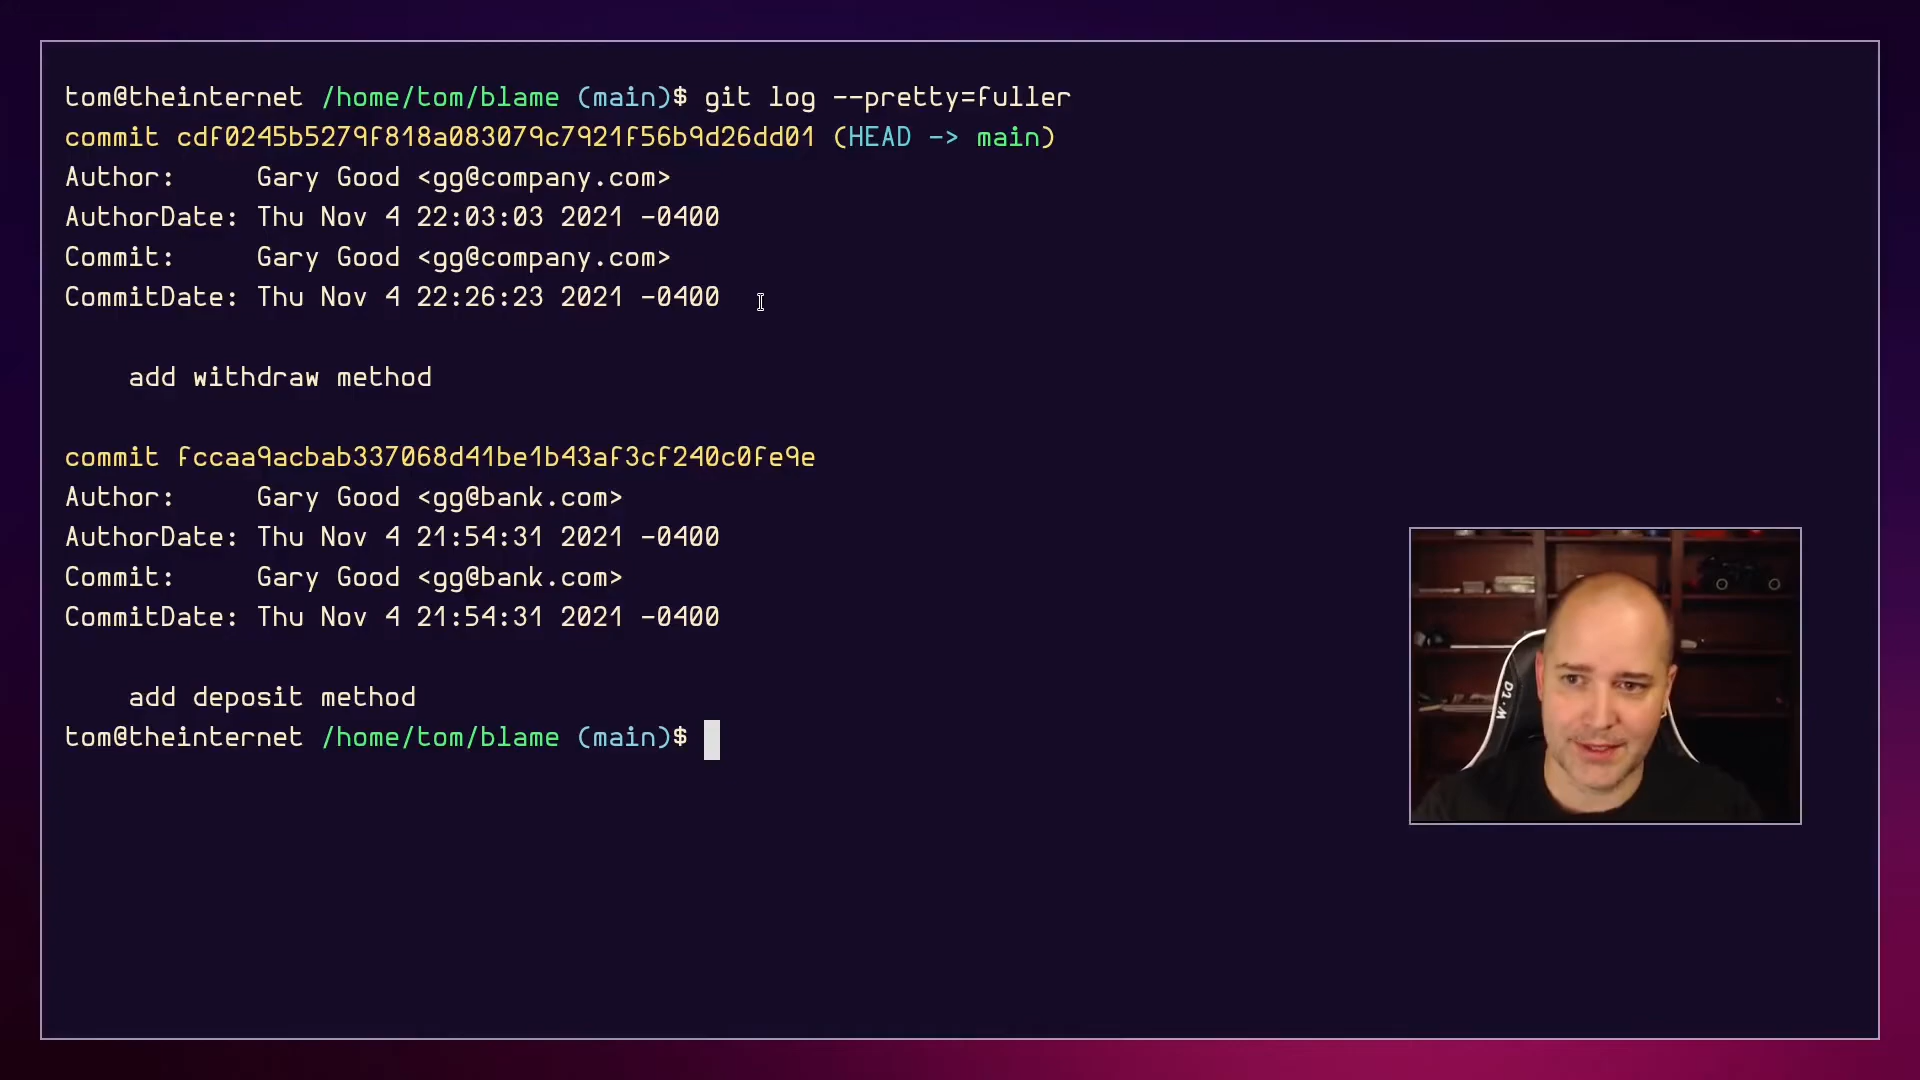 tom@theinternet /home/tom/blame (main)$ git log --pretty=fuller
commit cdf0245b5279f818a083079c7921f56b9d26dd01 (HEAD -> main)
Author:     Gary Good <gg@company.com>
AuthorDate: Thu Nov 4 22:03:03 2021 -0400
Commit:     Gary Good <gg@company.com>
CommitDate: Thu Nov 4 22:26:23 2021 -0400
    add withdraw method
commit fccaa9acbab337068d41be1b43af3cf240c0fe9e
Author:     Gary Good <gg@bank.com>
AuthorDate: Thu Nov 4 21:54:31 2021 -0400
Commit:     Gary Good <gg@bank.com>
CommitDate: Thu Nov 4 21:54:31 2021 -0400
    add deposit method
tom@theinternet /home/tom/blame (main)$